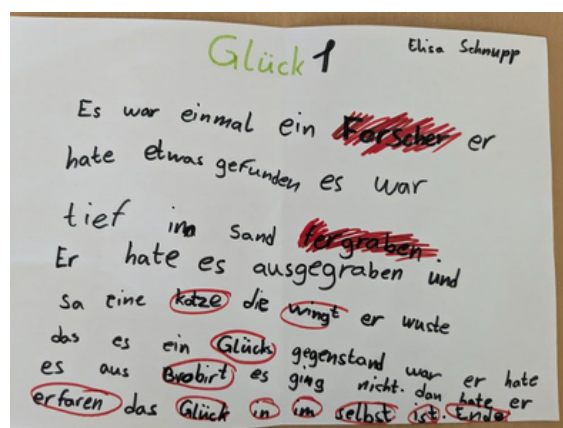 Glück 1
Elisa Schnupp
Es war einmal ein Forscher er
hate etwas gefunden es war
tief im Sand fergraben.
Er hate es ausgegraben und
sa eine katze die wingt er wuste
das es ein Glücks gegenstand war er hate
es aus Brobirt es ging nicht. dan hate er
erfaren das Glück in im selbst ist. Ende